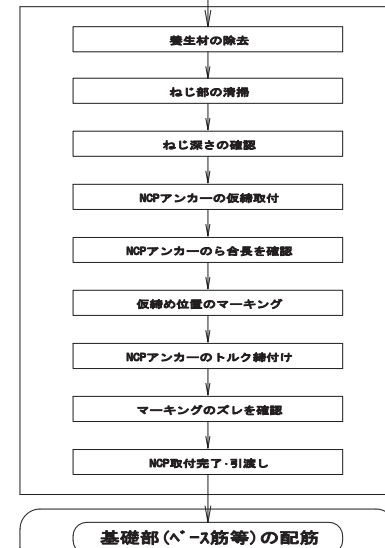 養生材の除去
ねじ部の清掃
ねじ深さの確認
NCPアンカーの仮締取付
NCPアンカーのら合長を確認
仮締め位置のマーキング
NCPアンカーのトルク締付け
マーキングのズレを確認
NCP取付完了・引渡し
基礎部(ベース筋等)の配筋